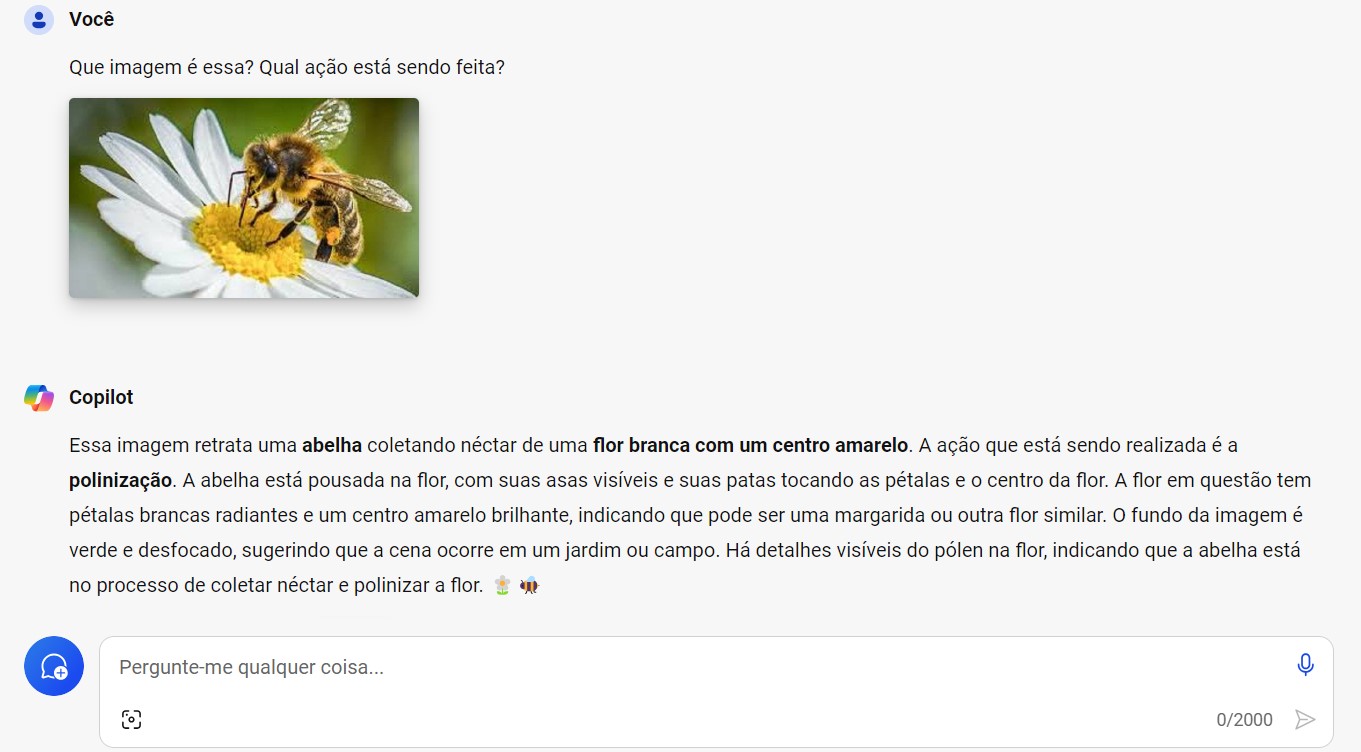 Você
Que imagem é essa? Qual ação está sendo feita?
Copilot
Essa imagem retrata uma abelha coletando néctar de uma flor branca com um centro amarelo. A ação que está sendo realizada é a
polinização. A abelha está pousada na flor, com suas asas visíveis e suas patas tocando as pétalas e o centro da flor. A flor em questão tem
pétalas brancas radiantes e um centro amarelo brilhante, indicando que pode ser uma margarida ou outra flor similar. O fundo da imagem é
verde e desfocado, sugerindo que a cena ocorre em um jardim ou campo. Há detalhes visíveis do pólen na flor, indicando que a abelha está
no processo de coletar néctar e polinizar a flor. 🌼 🐝
Pergunte-me qualquer coisa...
0/2000